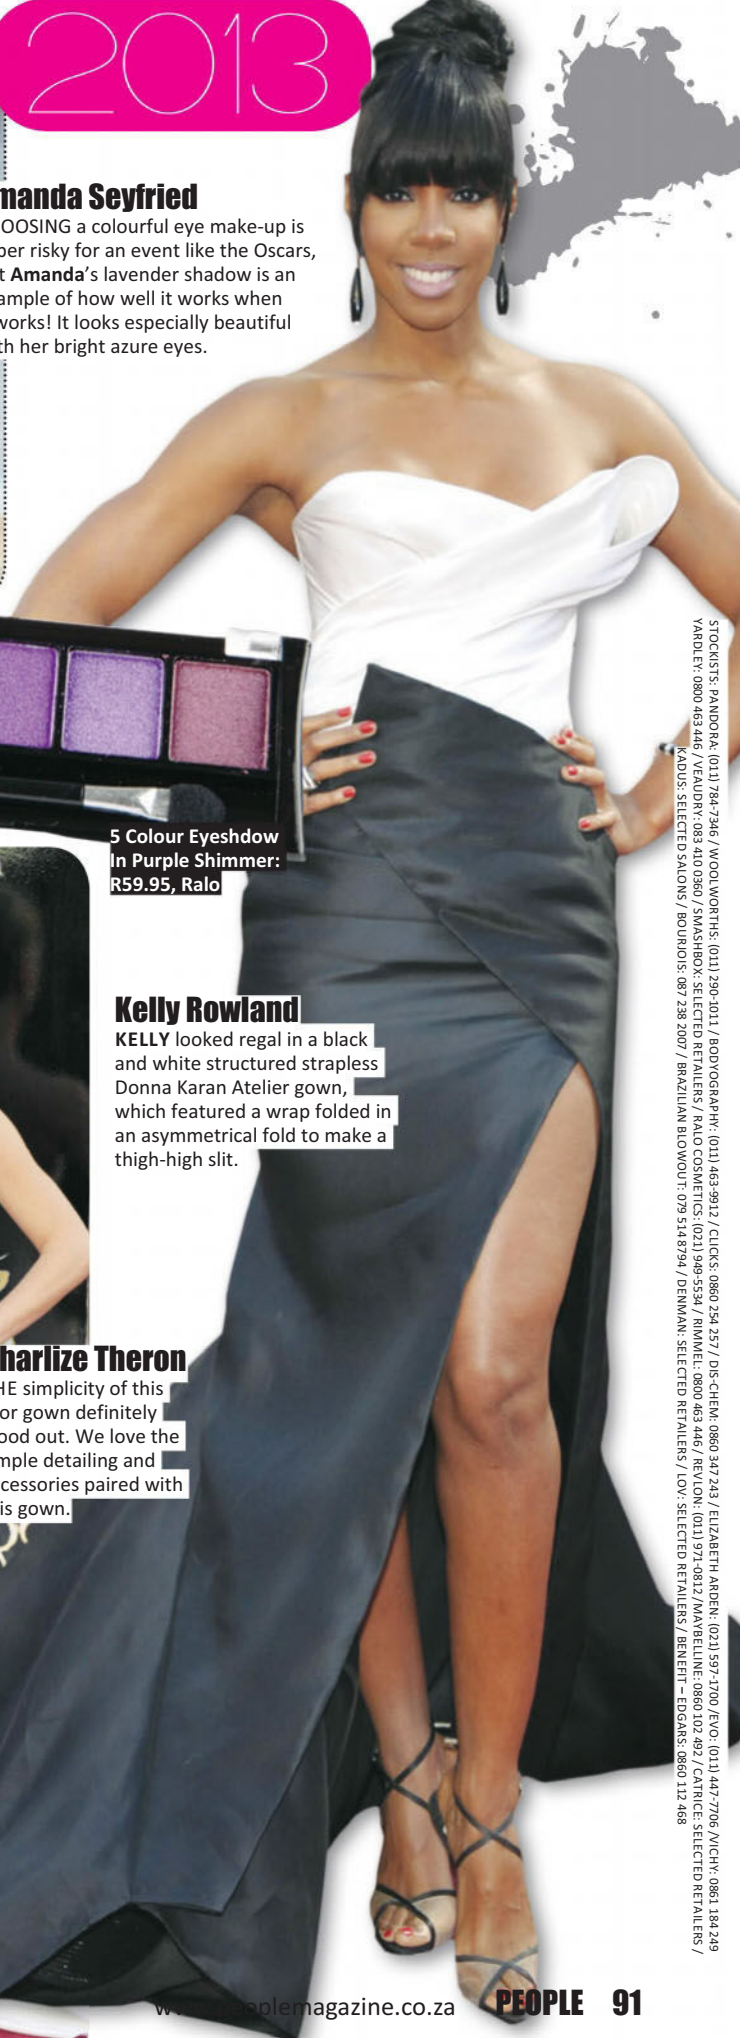 2013
manda Seyfried
OOSING a colourful eye make-up is
per risky for an event like the Oscars,
t Amanda's lavender shadow is an
ample of how well it works when
works! It looks especially beautiful
th her bright azure eyes.
5 Colour Eyeshdow
In Purple Shimmer:
R59.95, Ralo
Kelly Rowland
KELLY looked regal in a black
and white structured strapless
Donna Karan Atelier gown,
which featured a wrap folded in
an asymmetrical fold to make a
thigh-high slit.
harlize Theron
HE simplicity of this
or gown definitely
ood out. We love the
mple detailing and
cessories paired with
is gown.
STOCKISTS: PANDORA: (011) 784-7346 / WOOLWORTHS: (011) 290-1011 / BODYOGRAPHY: (011) 463-9912 / CLICKS: 0860 254 257 / DIS-CHEM: 0860 347 243 / ELIZABETH ARDEN: (021) 597-1700 /EVO: (011) 447-7706 /VICHY: 0861 184 249
YARDLEY: 0800 463 446 / VEAUDRY: 083 410 0360 / SMASHBOX: SELECTED RETAILERS / RALO COSMETICS: (021) 949-5534 / RIMMEL: 0800 463 446 / REVLON: (011) 971-0812 /MAYBELLINE: 0860 102 492 / CATRICE: SELECTED RETAILERS /
KADUS: SELECTED SALONS / BOURJOIS: 087 238 2007 / BRAZILIAN BLOWOUT: 079 514 8794 / DENMAN: SELECTED RETAILERS / LOV: SELECTED RETAILERS / BENEFIT – EDGARS: 0860 112 468
plemagazine.co.za PEOPLE 91